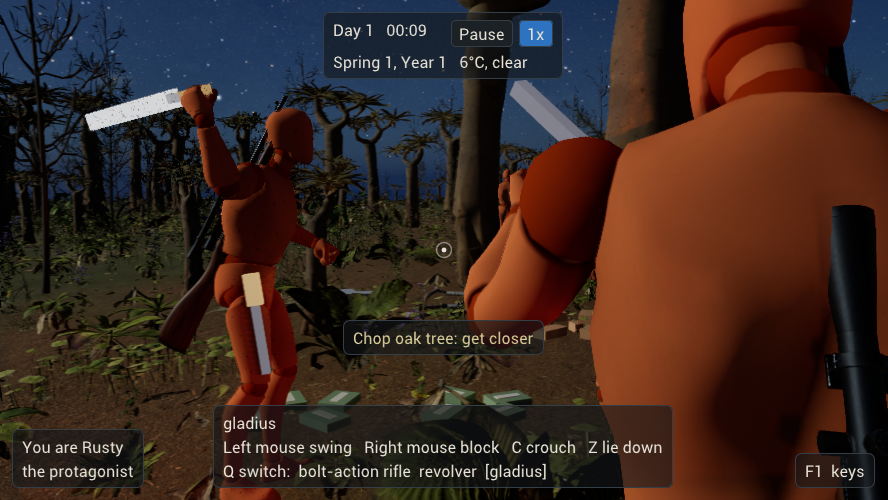 Day 1 00:09 Pause 1x
Spring 1, Year 1 6°C, clear
Chop oak tree: get closer
gladius
Left mouse swing Right mouse block C crouch Z lie down
Q switch: bolt-action rifle revolver [gladius]
You are Rusty
the protagonist
F1 keys